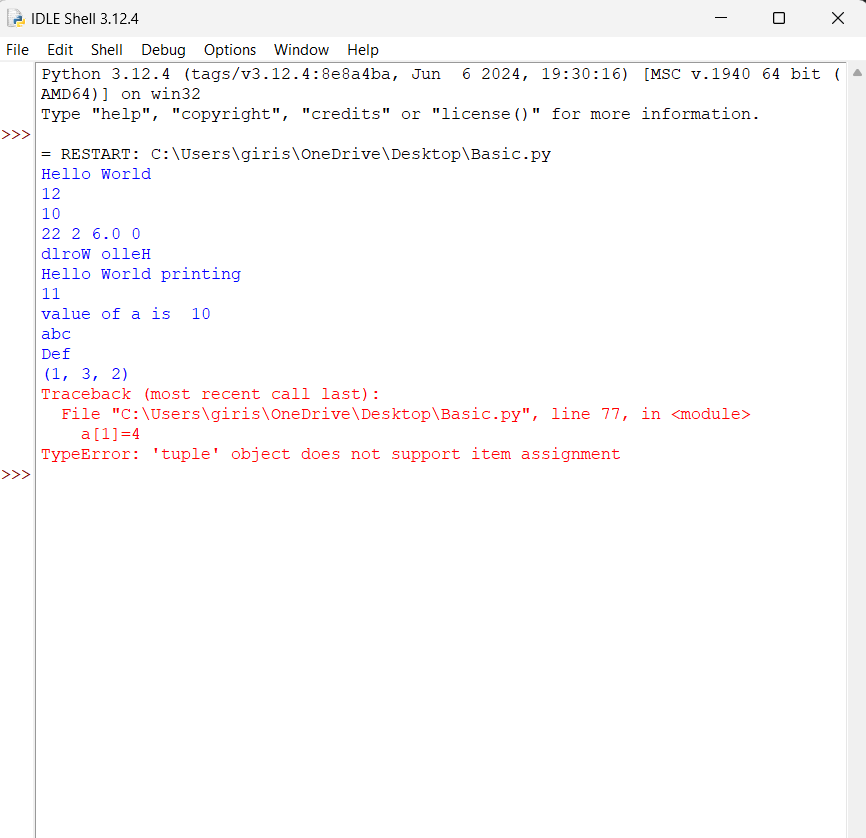 IDLE Shell 3.12.4
File Edit Shell Debug Options Window Help
Python 3.12.4 (tags/v3.12.4:8e8a4ba, Jun  6 2024, 19:30:16) [MSC v.1940 64 bit (
AMD64)] on win32
Type "help", "copyright", "credits" or "license()" for more information.
>>>
= RESTART: C:\Users\giris\OneDrive\Desktop\Basic.py
Hello World
12
10
22 2 6.0 0
dlroW olleH
Hello World printing
11
value of a is  10
abc
Def
(1, 3, 2)
Traceback (most recent call last):
  File "C:\Users\giris\OneDrive\Desktop\Basic.py", line 77, in <module>
    a[1]=4
TypeError: 'tuple' object does not support item assignment
>>>